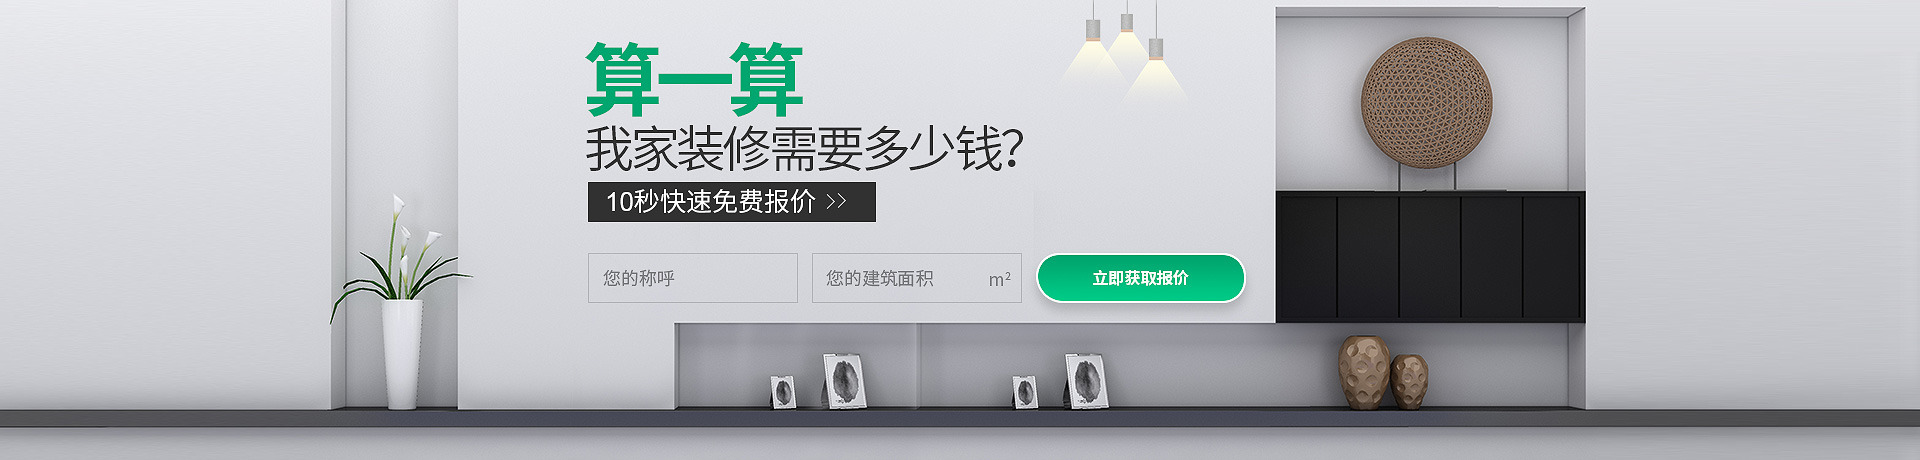 算一算
我家装修需要多少钱?
10秒快速免费报价 >>
您的称呼
您的建筑面积 m²
立即获取报价